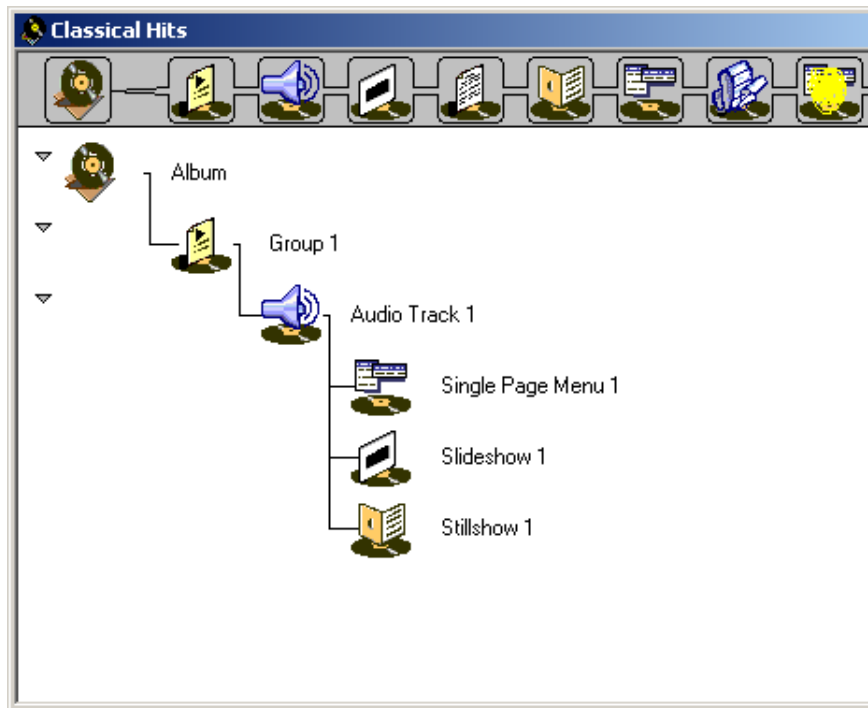 Classical Hits
Album
Group 1
Audio Track 1
Single Page Menu 1
Slideshow 1
Stillshow 1